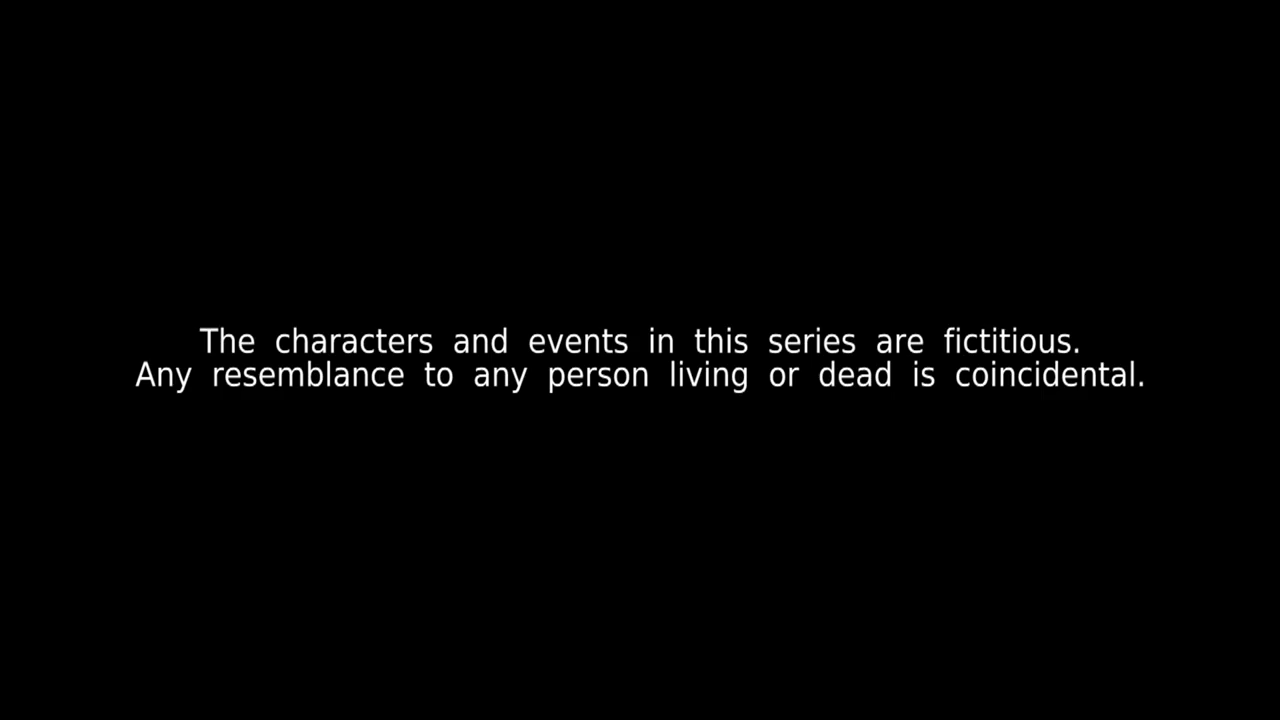 The characters and events in this series are fictitious.
Any resemblance to any person living or dead is coincidental.